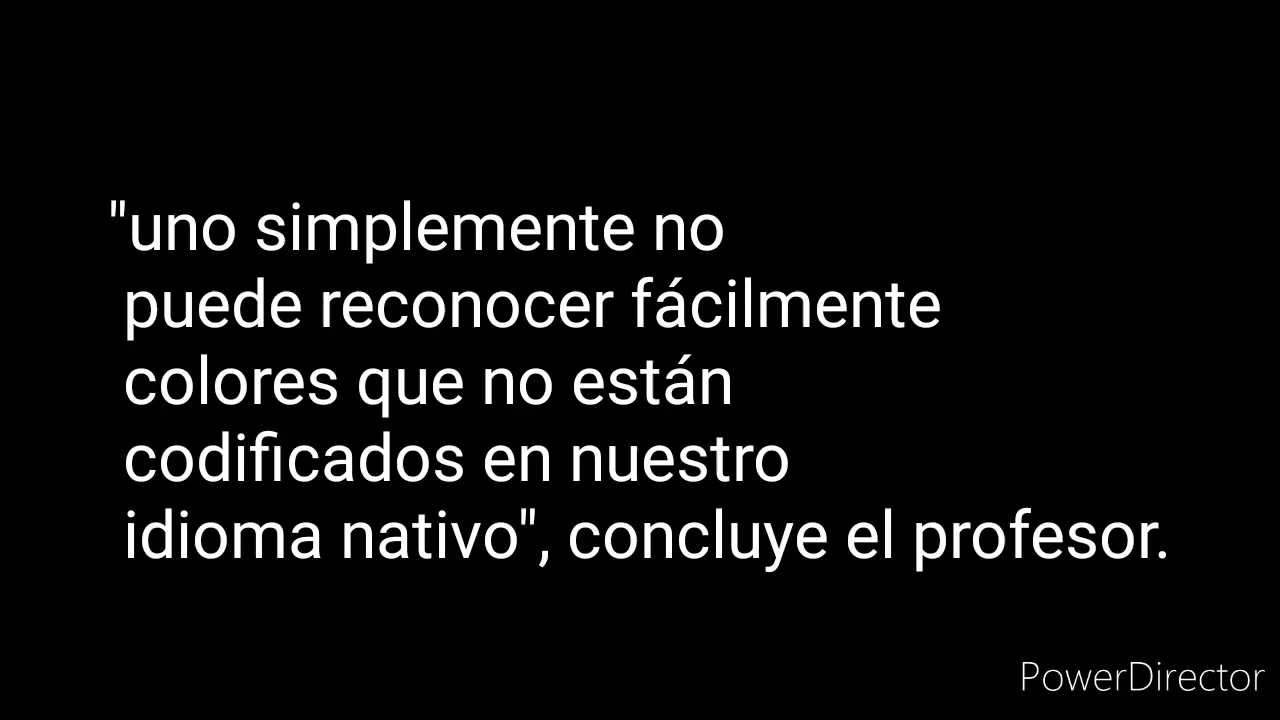 "uno simplemente no
puede reconocer fácilmente
colores que no están
codificados en nuestro
idioma nativo", concluye el profesor.
PowerDirector